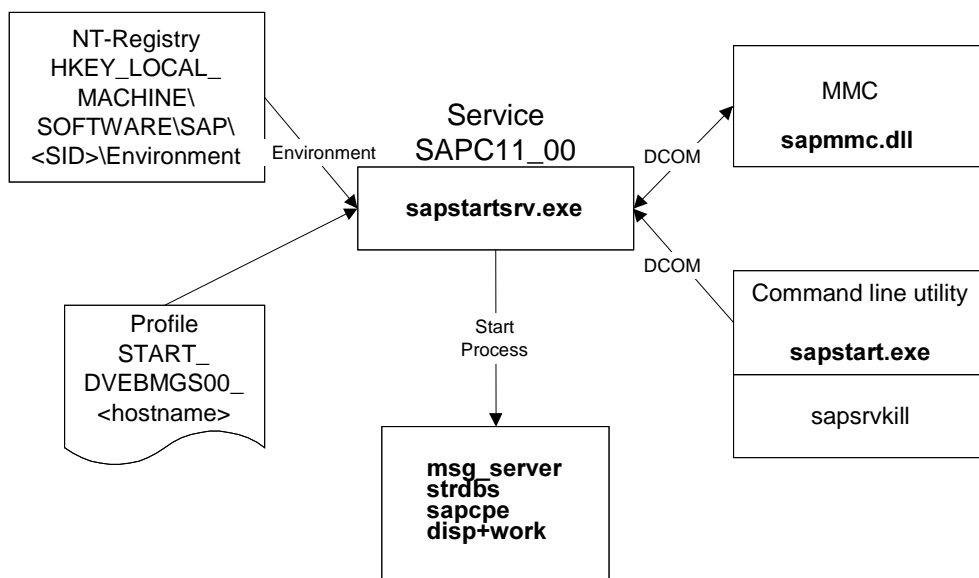 NT-Registry
HKEY_LOCAL_
MACHINE\
SOFTWARE\SAP\
<SID>\Environment
Environment
Service
SAPC11_00
sapstartsrv.exe
DCOM
MMC
sapmmc.dll
DCOM
Command line utility
sapstart.exe
sapsrvkill
Profile
START_
DVEBMGS00_
<hostname>
Start
Process
msg_server
strdbs
sapcpe
disp+work